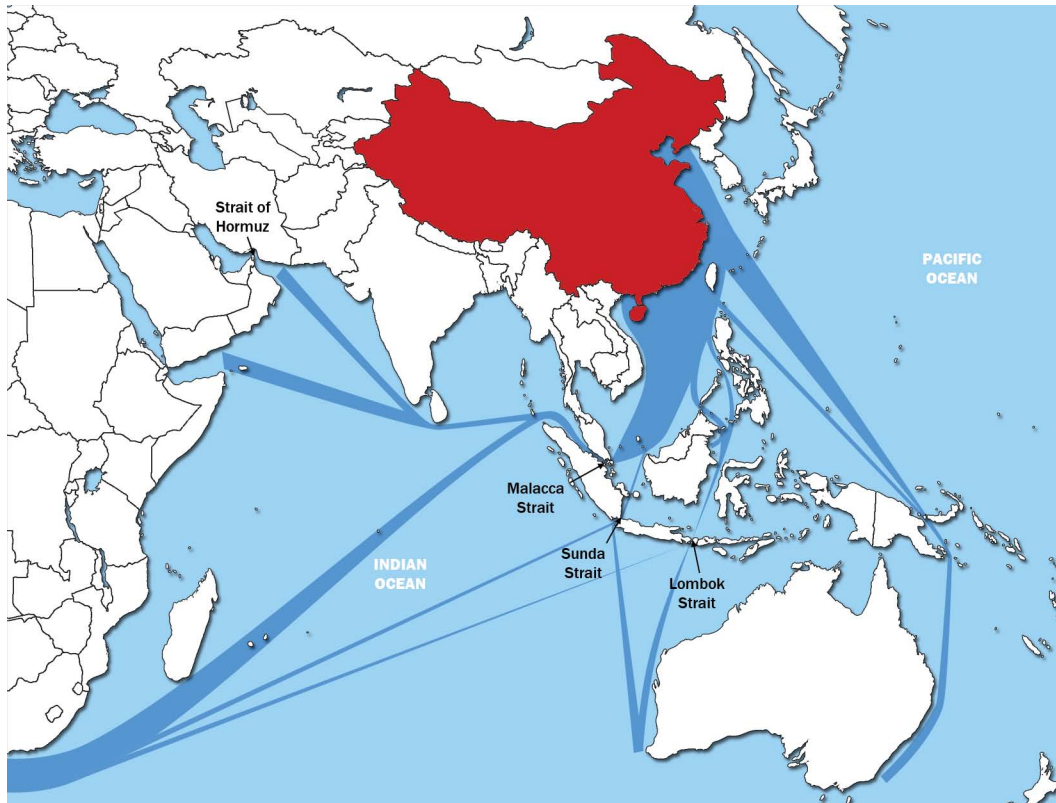 Strait of
Hormuz
PACIFIC
OCEAN
Malacca
Strait
Sunda
Strait
INDIAN
OCEAN
Lombok
Strait